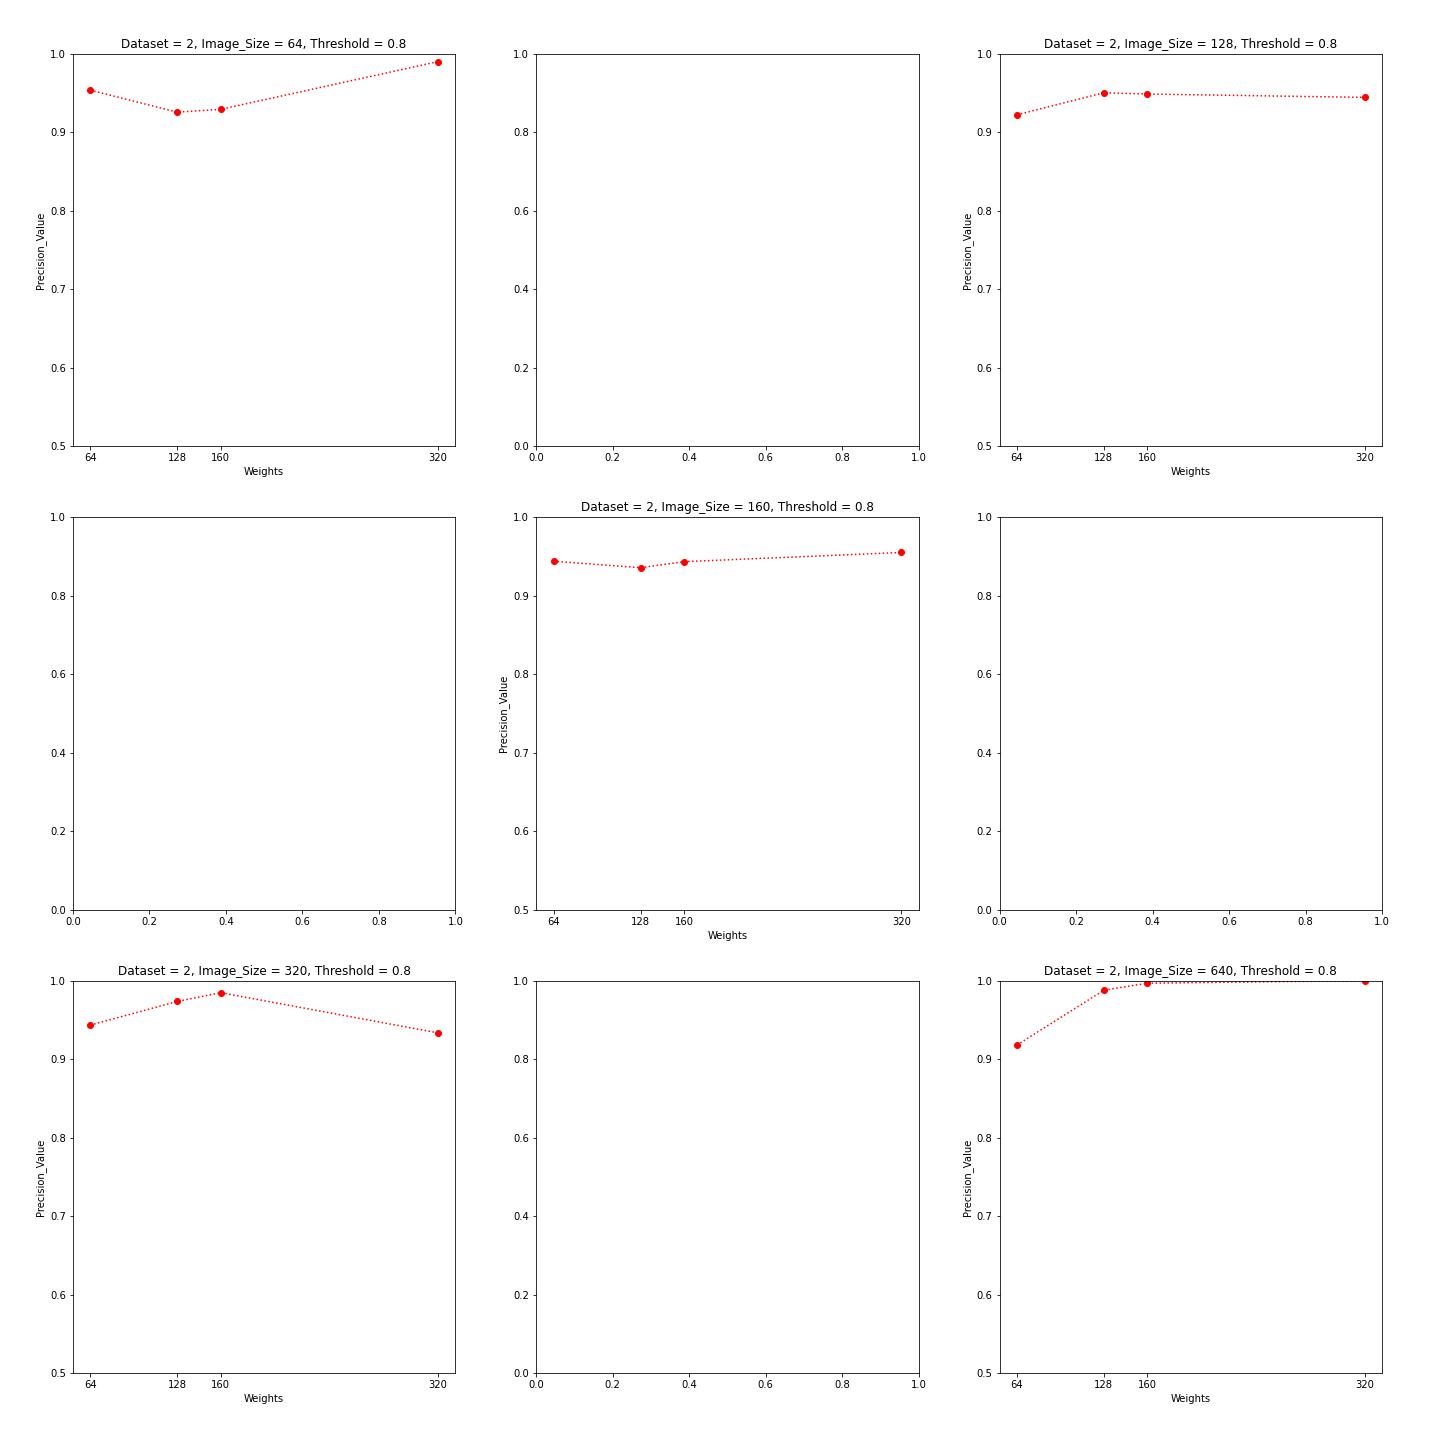 Dataset = 2, Image_Size = 64, Threshold = 0.8
1.0
0.9
0.8
0.7
0.6
0.5
Precision_Value
64 128 160 320
Weights
1.0
0.8
0.6
0.4
0.2
0.0
0.0 0.2 0.4 0.6 0.8 1.0
Dataset = 2, Image_Size = 128, Threshold = 0.8
1.0
0.9
0.8
0.7
0.6
0.5
Precision_Value
64 128 160 320
Weights
1.0
0.8
0.6
0.4
0.2
0.0
0.0 0.2 0.4 0.6 0.8 1.0
Dataset = 2, Image_Size = 160, Threshold = 0.8
1.0
0.9
0.8
0.7
0.6
0.5
Precision_Value
64 128 160 320
Weights
1.0
0.8
0.6
0.4
0.2
0.0
0.0 0.2 0.4 0.6 0.8 1.0
Dataset = 2, Image_Size = 320, Threshold = 0.8
1.0
0.9
0.8
0.7
0.6
0.5
Precision_Value
64 128 160 320
Weights
1.0
0.8
0.6
0.4
0.2
0.0
0.0 0.2 0.4 0.6 0.8 1.0
Dataset = 2, Image_Size = 640, Threshold = 0.8
1.0
0.9
0.8
0.7
0.6
0.5
Precision_Value
64 128 160 320
Weights